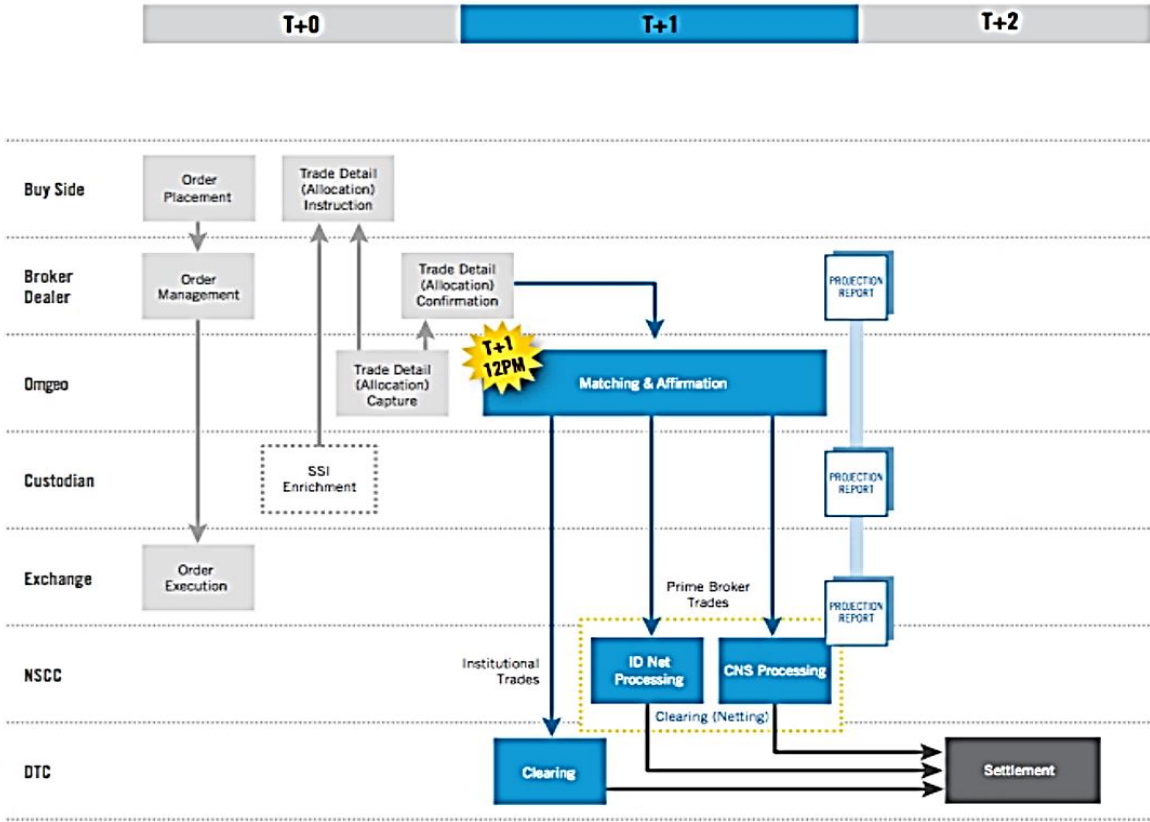 T+0
T+1
T+2
Buy Side
Order
Placement
Trade Detail
(Allocation)
Instruction
Broker
Dealer
Order
Management
Trade Detail
(Allocation)
Confirmation
PROJECTION
REPORT
Omgeo
Trade Detail
(Allocation)
Capture
T+1
12PM
Matching & Affirmation
Custodian
SSI
Enrichment
PROJECTION
REPORT
Exchange
Order
Execution
Prime Broker
Trades
PROJECTION
REPORT
NSCC
Institutional
Trades
ID Net
Processing
CNS Processing
Clearing (Netting)
DTC
Clearing
Settlement